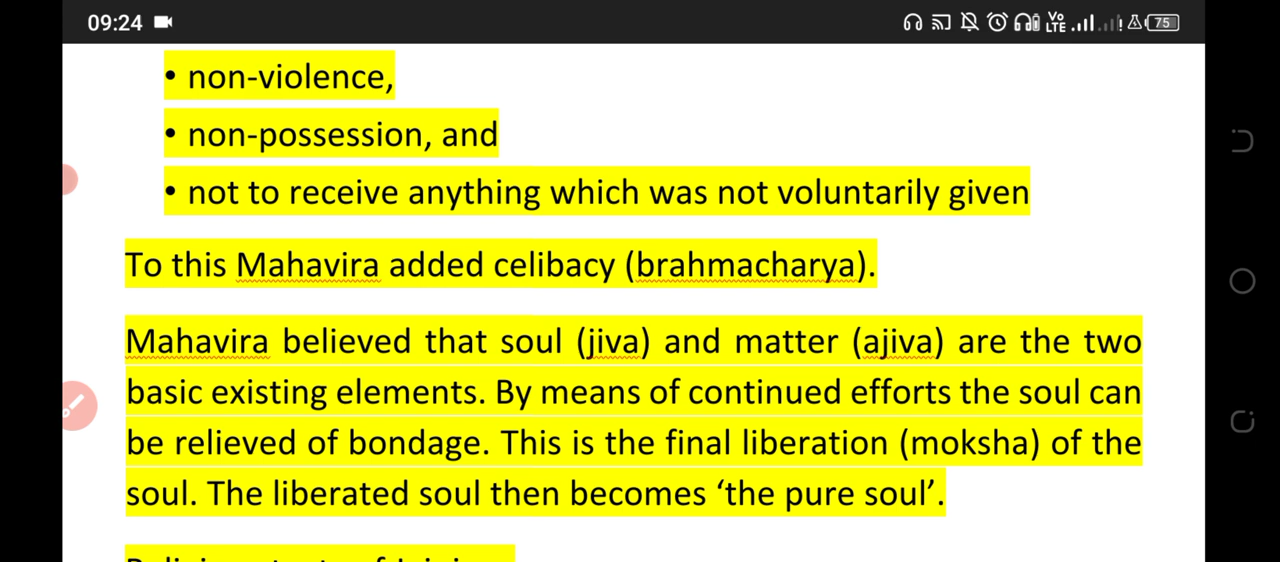 09:24
Vo
LTE
75
• non-violence,
• non-possession, and
• not to receive anything which was not voluntarily given
To this Mahavira added celibacy (brahmacharya).
Mahavira believed that soul (jiva) and matter (ajiva) are the two
basic existing elements. By means of continued efforts the soul can
be relieved of bondage. This is the final liberation (moksha) of the
soul. The liberated soul then becomes ‘the pure soul’.